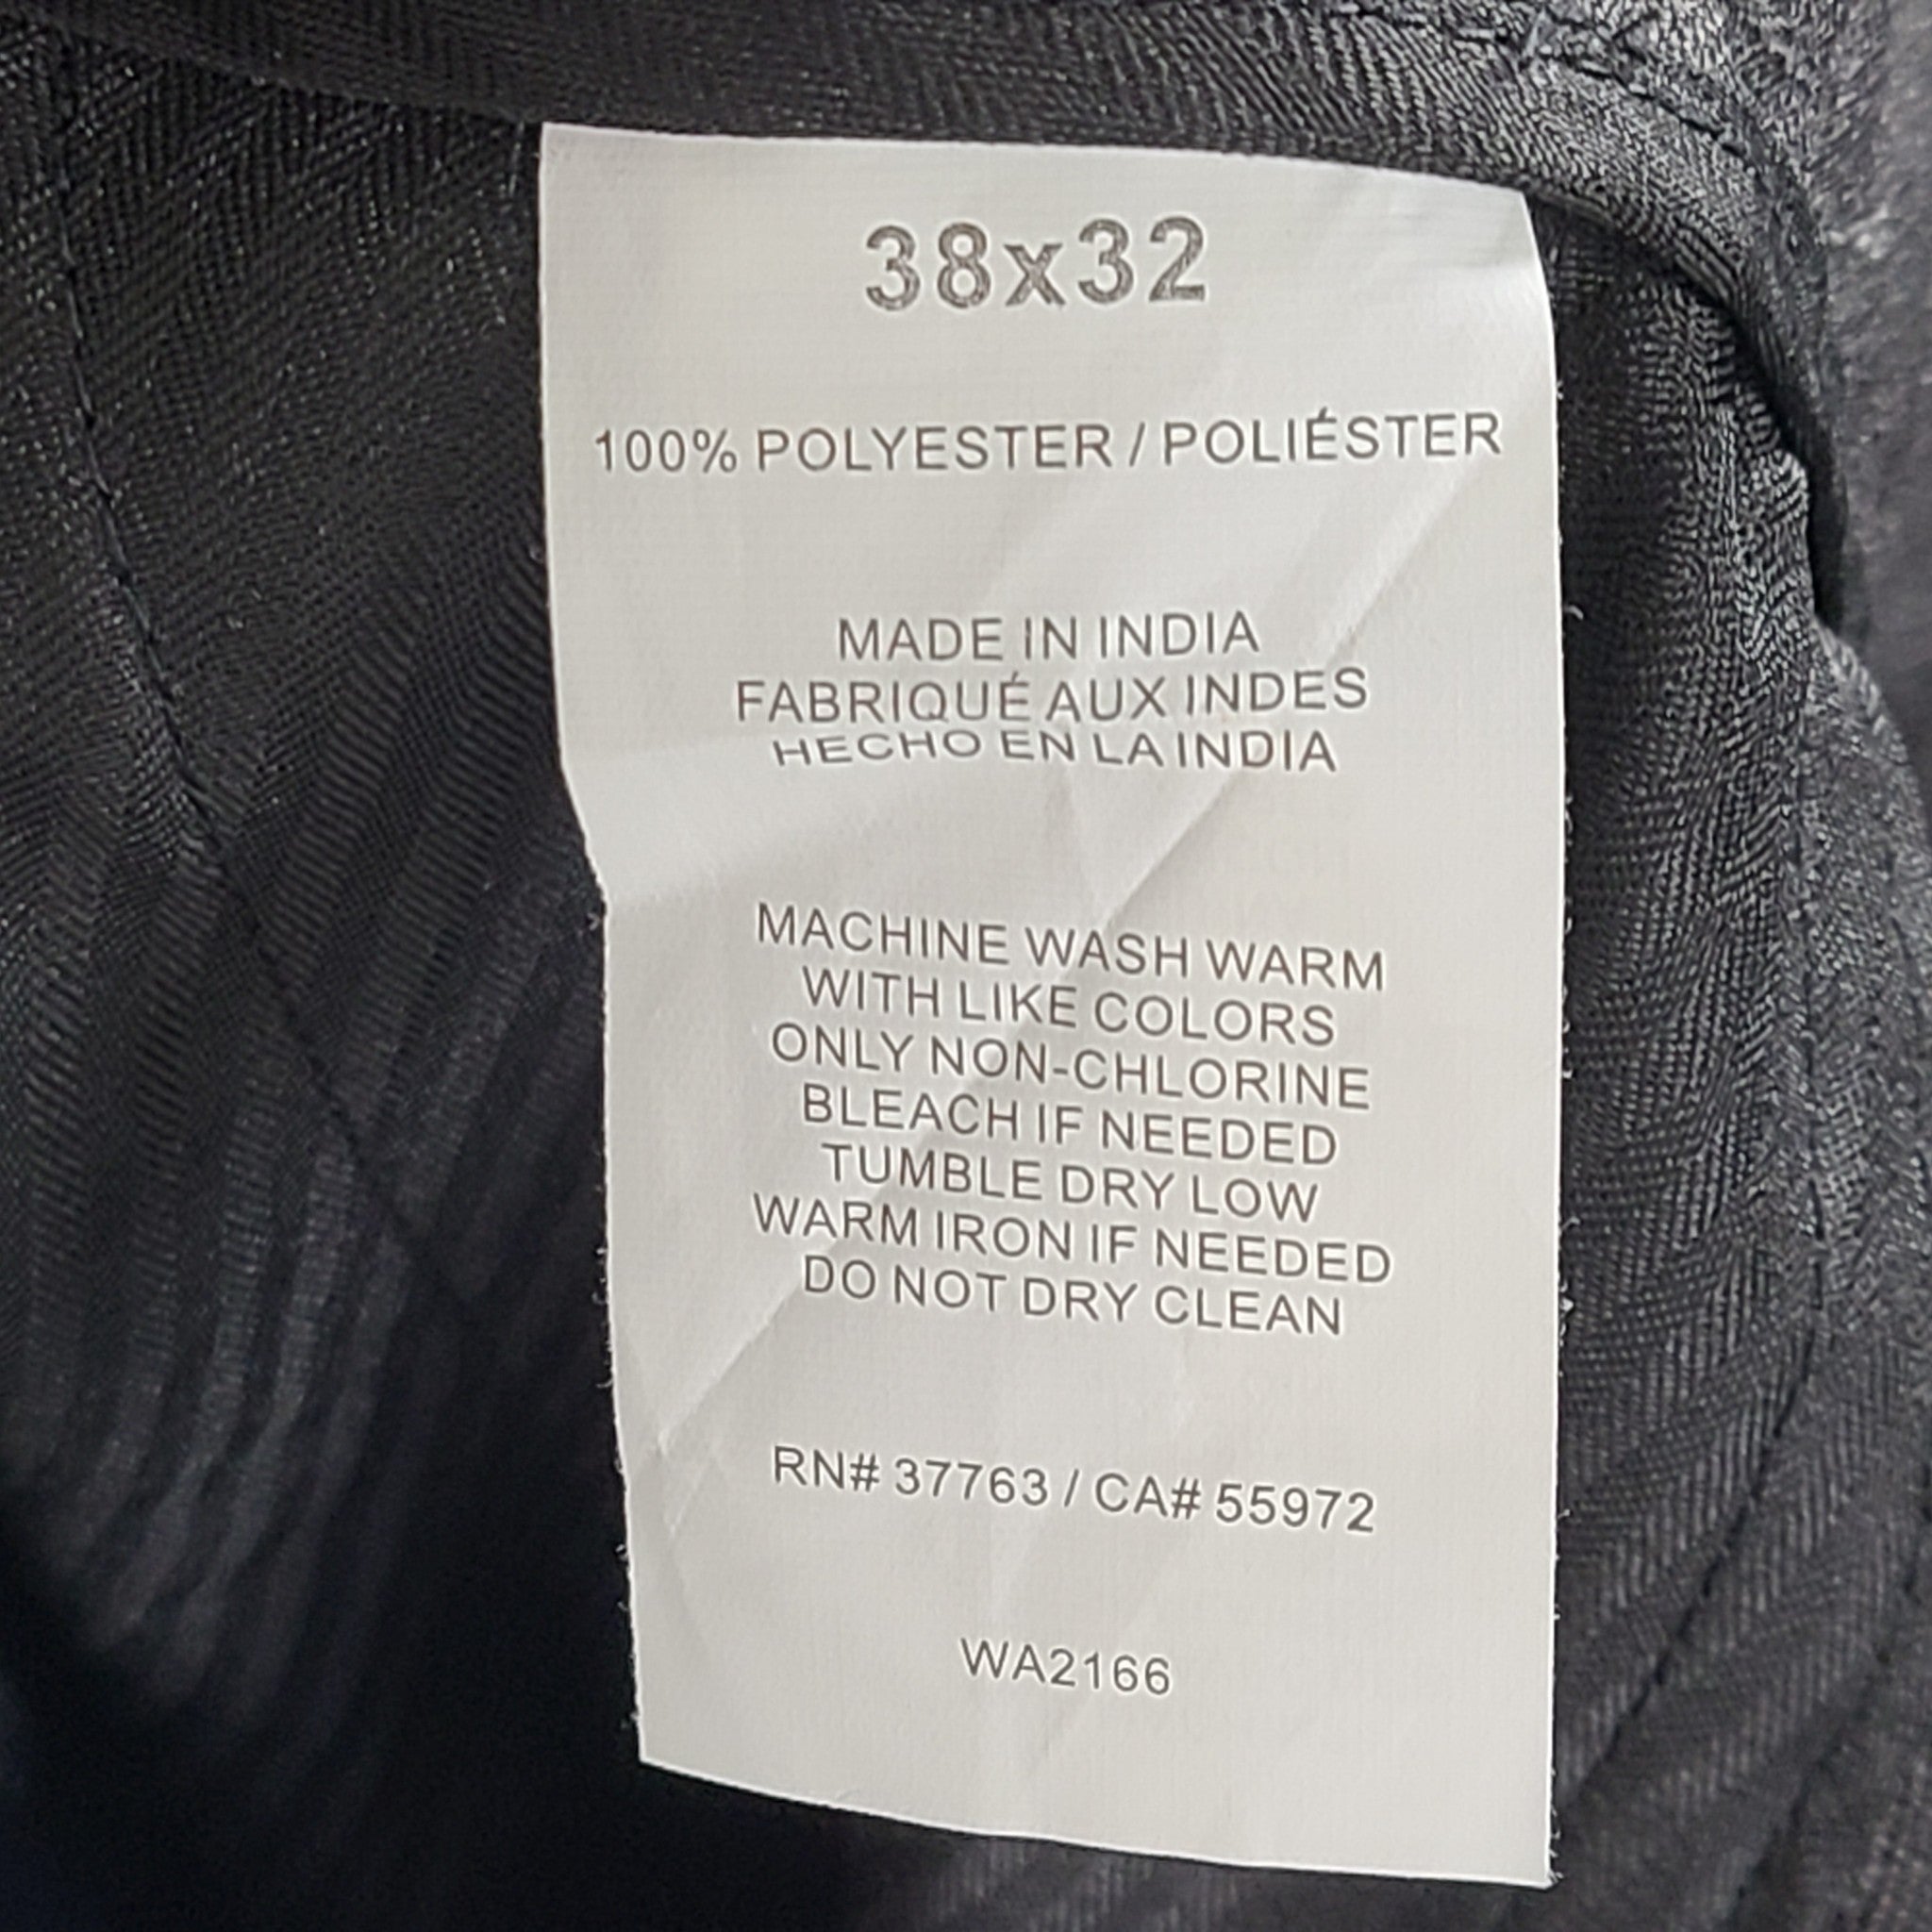 38x32
100% POLYESTER / POLIÉSTER
MADE IN INDIA
FABRIQUÉ AUX INDES
HECHO EN LA INDIA
MACHINE WASH WARM
WITH LIKE COLORS
ONLY NON-CHLORINE
BLEACH IF NEEDED
TUMBLE DRY LOW
WARM IRON IF NEEDED
DO NOT DRY CLEAN
RN# 37763 / CA# 55972
WA2166